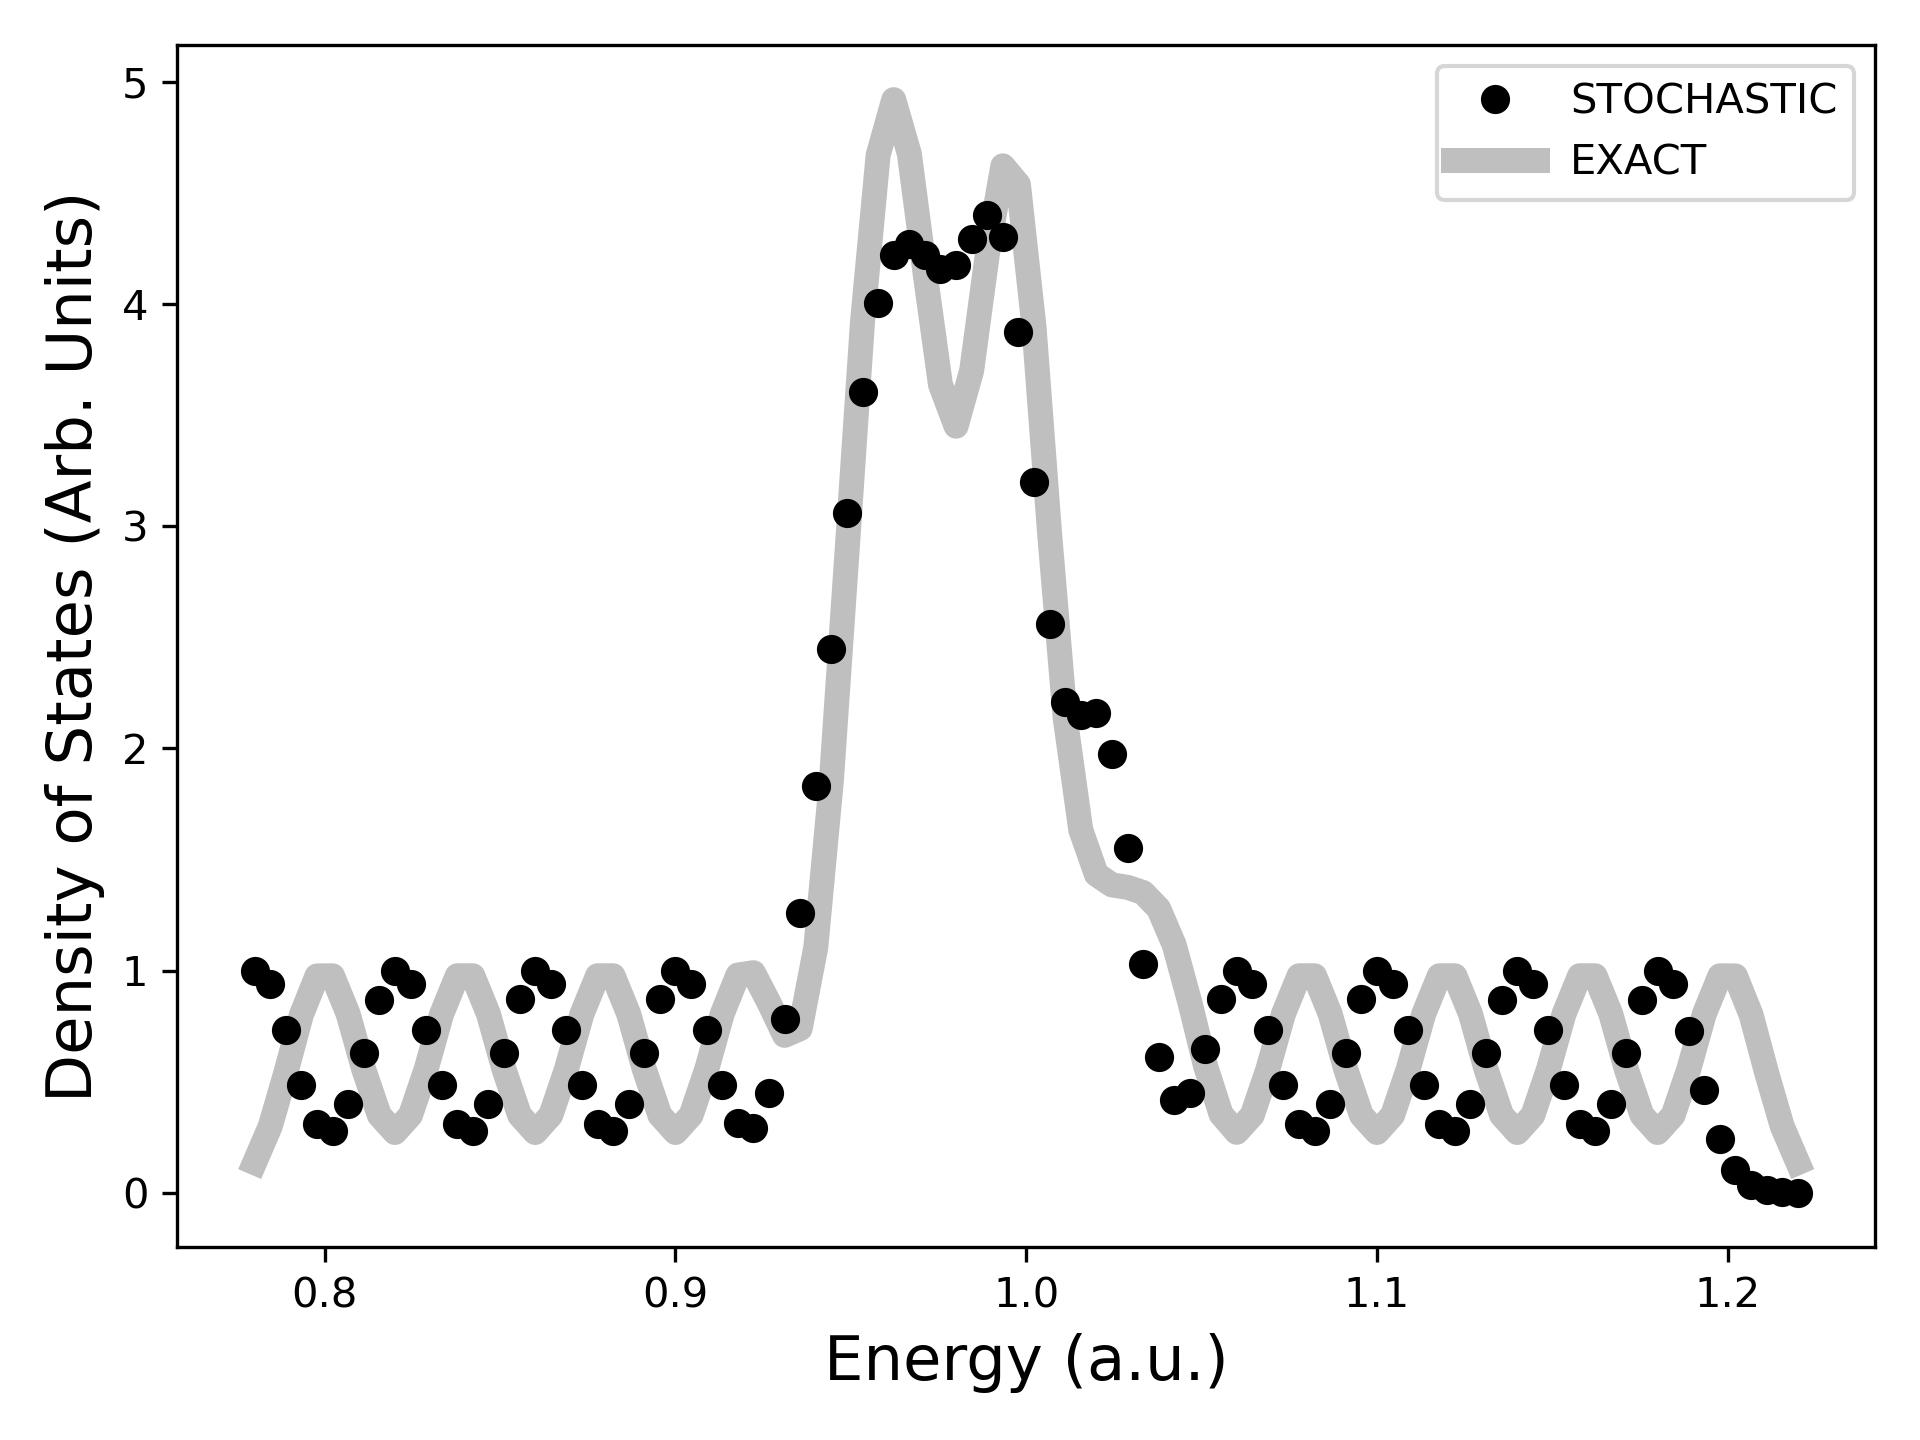 Density of States (Arb. Units)
5
4
3
2
1
0
STOCHASTIC
EXACT
0.8
0.9
1.0
1.1
1.2
Energy (a.u.)